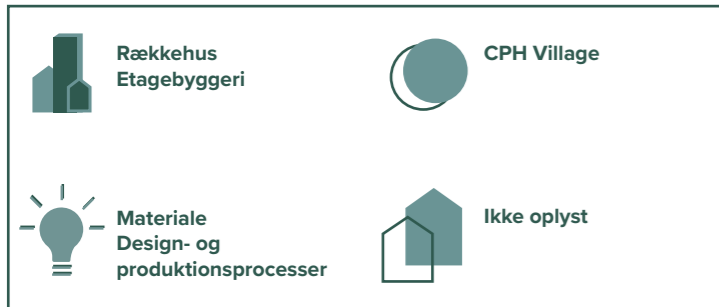 Rækkehus
Etagebyggeri
CPH Village
Materiale
Design- og
produktionsprocesser
Ikke oplyst